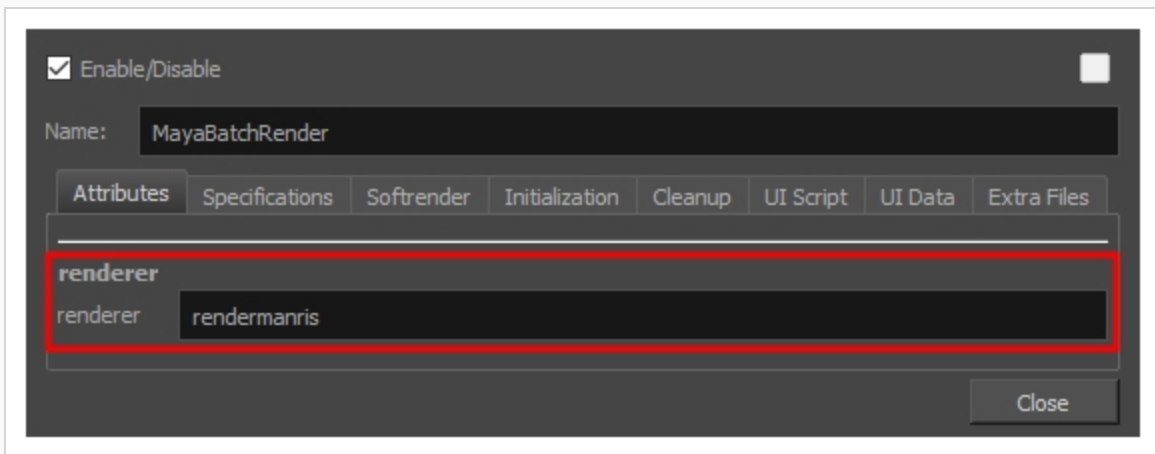 Enable/Disable
Name: MayaBatchRender
Attributes Specifications Softrender Initialization Cleanup UI Script UI Data Extra Files
renderer
renderer rendermanris
Close